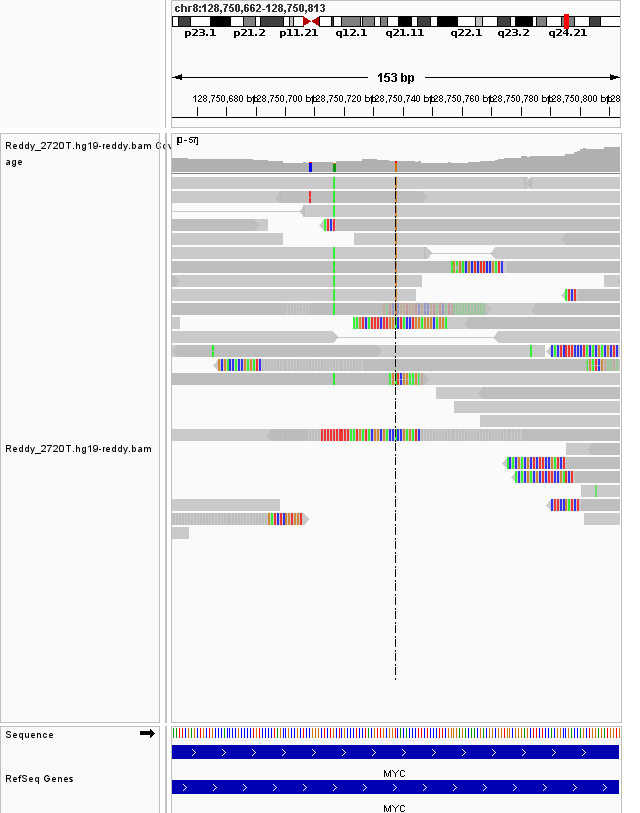 chr8:128,750,662-128,750,813
p23.1 p21.2 p11.21 q12.1 q21.11 q22.1 q23.2 q24.21
153 bp
128,750,680 bp 128,750,700 bp 128,750,720 bp 128,750,740 bp 128,750,760 bp 128,750,780 bp 128,750,800 bp 128
Reddy_2720T.hg19-reddy.bam Cov
age
[0 - 57]
Reddy_2720T.hg19-reddy.bam
Sequence
MYC
RefSeq Genes
MYC